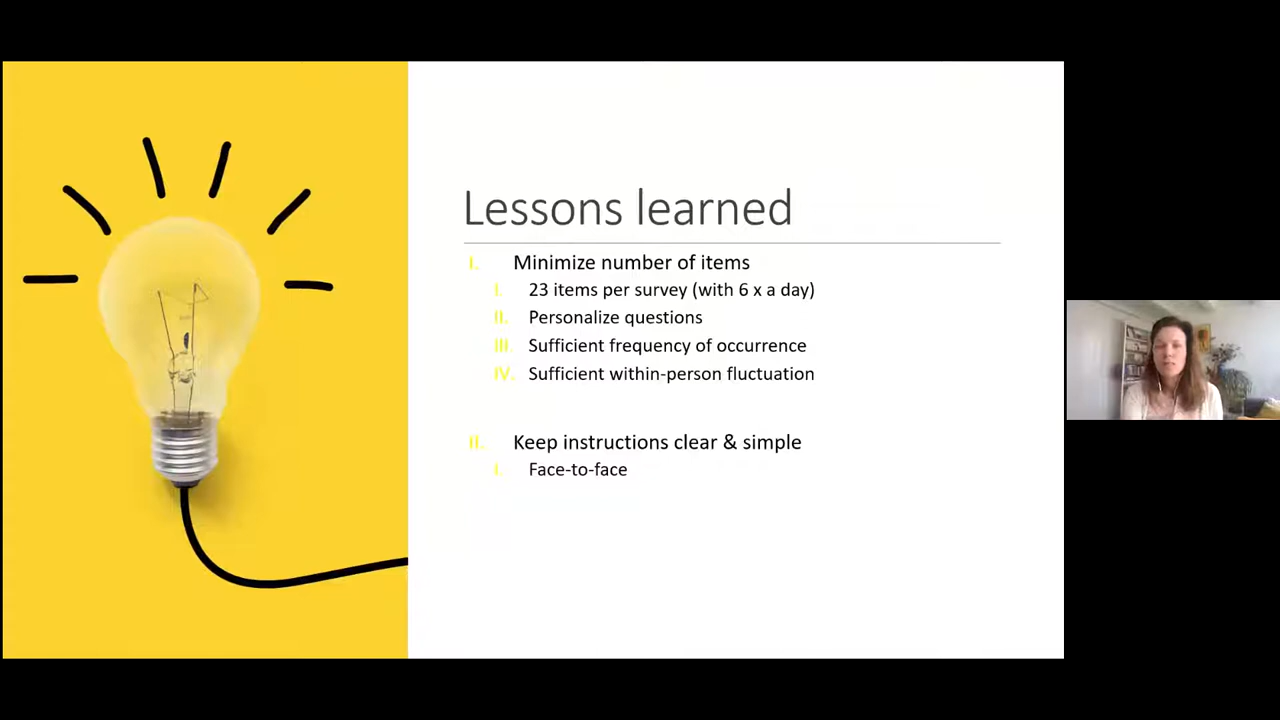 Lessons learned
I. Minimize number of items
I. 23 items per survey (with 6 x a day)
II. Personalize questions
III. Sufficient frequency of occurrence
IV. Sufficient within-person fluctuation
II. Keep instructions clear & simple
I. Face-to-face